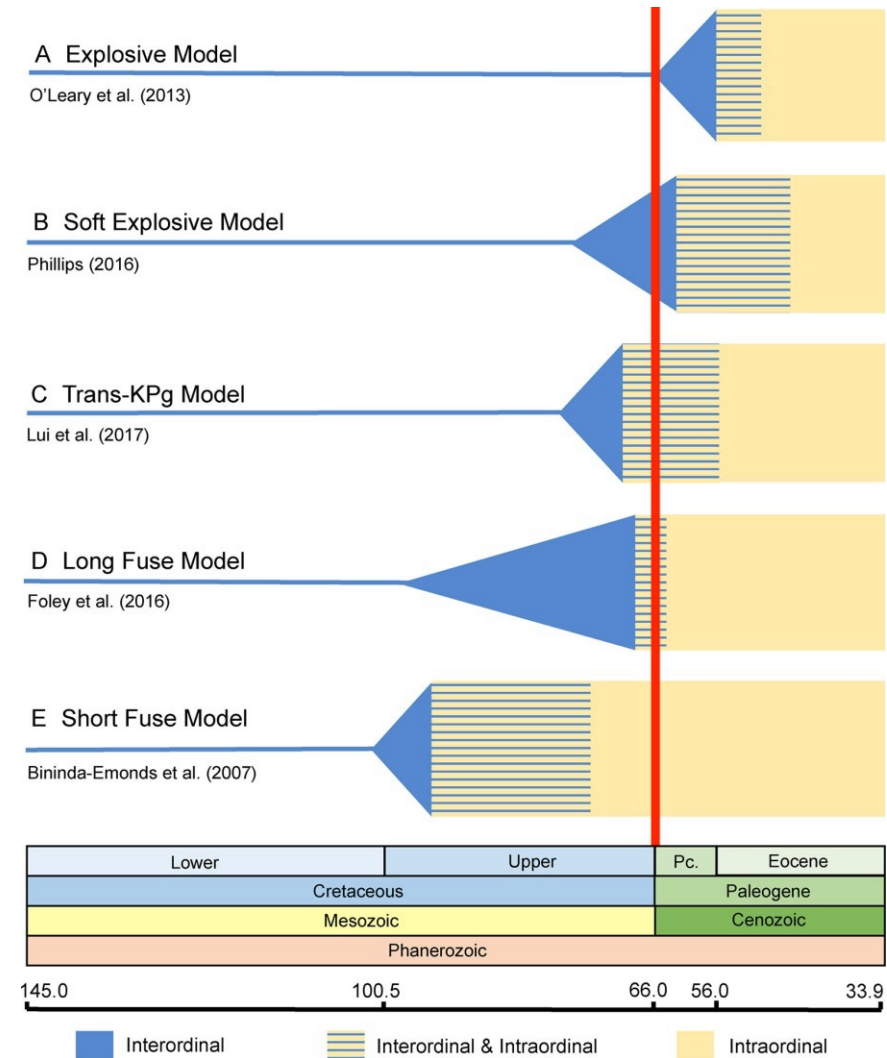 A Explosive Model
O'Leary et al. (2013)
B Soft Explosive Model
Phillips (2016)
C Trans-KPg Model
Lui et al. (2017)
D Long Fuse Model
Foley et al. (2016)
E Short Fuse Model
Bininda-Emonds et al. (2007)
Lower Upper Pc. Eocene
Cretaceous Paleogene
Mesozoic Cenozoic
Phanerozoic
145.0 100.5 66.0 56.0 33.9
Interordinal Interordinal & Intraordinal Intraordinal